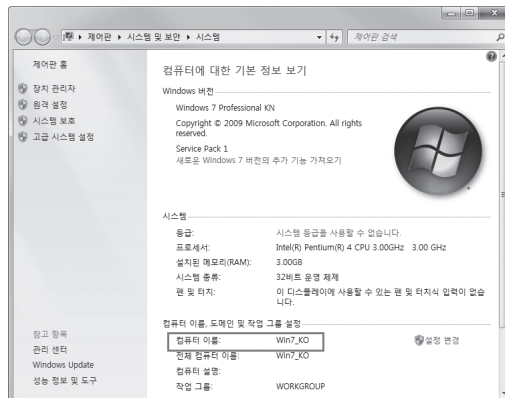 제어판 ▸ 시스템 및 보안 ▸ 시스템
제어판 검색
제어판 홈
장치 관리자
원격 설정
시스템 보호
고급 시스템 설정
참고 항목
관리 센터
Windows Update
성능 정보 및 도구
컴퓨터에 대한 기본 정보 보기
Windows 버전
Windows 7 Professional KN
Copyright © 2009 Microsoft Corporation. All rights
reserved.
Service Pack 1
새로운 Windows 7 버전의 추가 기능 가져오기
시스템
등급: 시스템 등급을 사용할 수 없습니다.
프로세서: Intel(R) Pentium(R) 4 CPU 3.00GHz 3.00 GHz
설치된 메모리(RAM): 3.00GB
시스템 종류: 32비트 운영 체제
펜 및 터치: 이 디스플레이에 사용할 수 있는 펜 및 터치식 입력이 없습
니다.
컴퓨터 이름, 도메인 및 작업 그룹 설정
컴퓨터 이름: Win7_KO 설정 변경
전체 컴퓨터 이름: Win7_KO
컴퓨터 설명:
작업 그룹: WORKGROUP